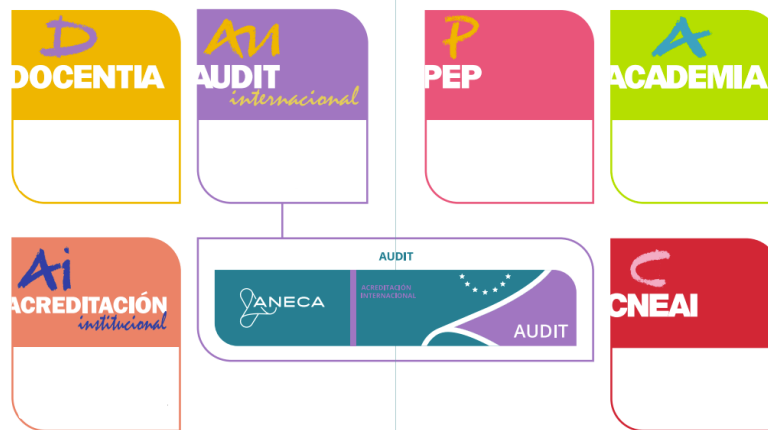 D
DOCENTIA
AU
AUDIT
internacional
P
PEP
A
ACADEMIA
Ai
ACREDITACIÓN
institucional
AUDIT
ANECA
ACREDITACIÓN
INTERNACIONAL
AUDIT
C
CNEAI